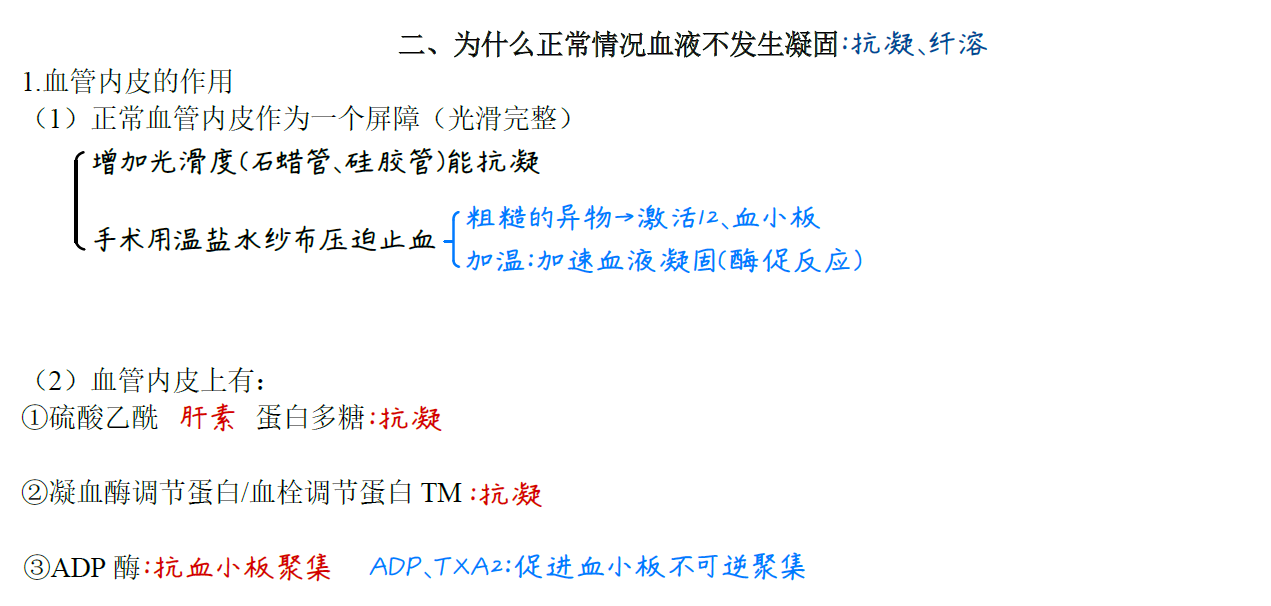 二、为什么正常情况血液不发生凝固:抗凝、纤溶
1.血管内皮的作用
（1）正常血管内皮作为一个屏障（光滑完整）
增加光滑度(石蜡管、硅胶管)能抗凝
粗糙的异物→激活12、血小板
手术用温盐水纱布压迫止血
加温:加速血液凝固(酶促反应)
（2）血管内皮上有：
①硫酸乙酰 肝素 蛋白多糖:抗凝
②凝血酶调节蛋白/血栓调节蛋白 TM:抗凝
③ADP 酶:抗血小板聚集 ADP、TXA2:促进血小板不可逆聚集